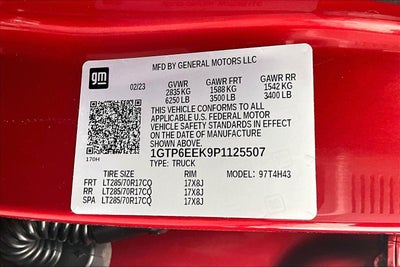 gm
MFD BY GENERAL MOTORS LLC
02/23 GVWR GAWR FRT GAWR RR
2835 KG 1588 KG 1542 KG
6250 LB 3500 LB 3400 LB
THIS VEHICLE CONFORMS TO ALL
APPLICABLE U.S. FEDERAL MOTOR
VEHICLE SAFETY STANDARDS IN EFFECT
ON THE DATE OF MANUFACTURE
SHOWN ABOVE.
170H 1GTP6EEK9P1125507
TYPE: TRUCK
TIRE SIZE RIM MODEL: 97T4H43
FRT LT285/70R17CQ 17X8J
RR LT285/70R17CQ 17X8J
SPA LT285/70R17CQ 17X8J